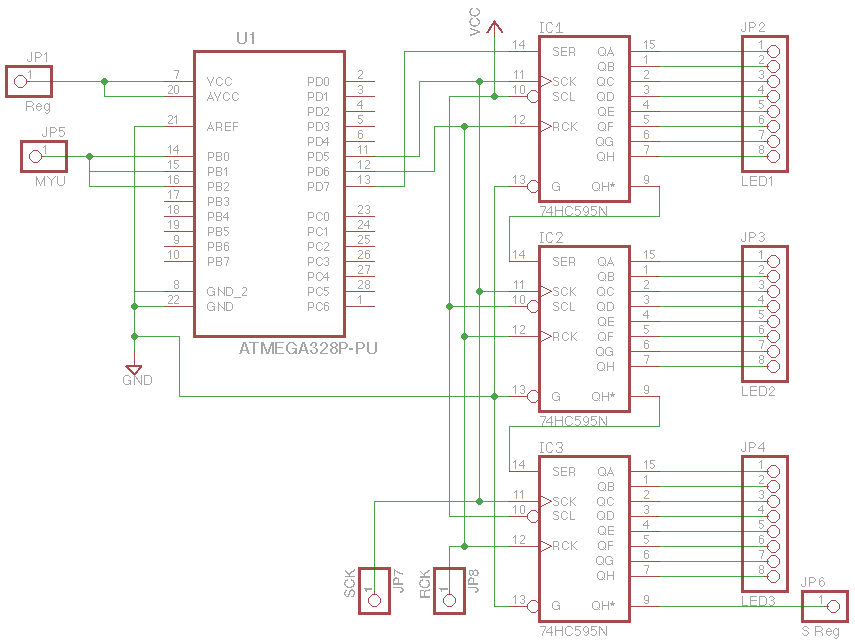 VCC
U1
JP1
1
Reg
JP5
1
MYU
7 VCC PD0 2
20 AVCC PD1 3
PD2 4
21 AREF PD3 5
PD4 6
14 PB0 PD5 11
15 PB1 PD6 12
16 PB2 PD7 13
17 PB3
18 PB4 PC0 23
19 PB5 PC1 24
9 PB6 PC2 25
10 PB7 PC3 26
PC4 27
8 GND_2 PC5 28
22 GND PC6 1
ATMEGA328P-PU
GND
IC1
14 SER QA 15
QB 1
11 SCK QC 2
10 SCL QD 3
QE 4
12 RCK QF 5
QG 6
QH 7
13 G QH* 9
74HC595N
JP2
1
2
3
4
5
6
7
8
LED1
IC2
14 SER QA 15
QB 1
11 SCK QC 2
10 SCL QD 3
QE 4
12 RCK QF 5
QG 6
QH 7
13 G QH* 9
74HC595N
JP3
1
2
3
4
5
6
7
8
LED2
IC3
14 SER QA 15
QB 1
11 SCK QC 2
10 SCL QD 3
QE 4
12 RCK QF 5
QG 6
QH 7
13 G QH* 9
74HC595N
JP4
1
2
3
4
5
6
7
8
LED3
SCK
1
JP7
RCK
1
JP8
JP6
1
S Reg